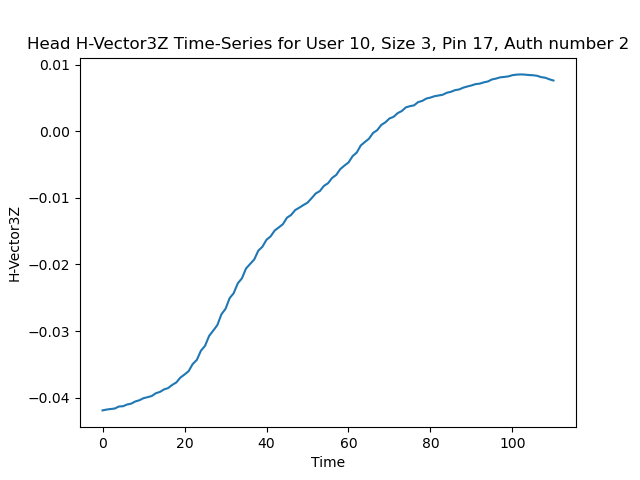 Head H-Vector3Z Time-Series for User 10, Size 3, Pin 17, Auth number 2
0.01
0.00
−0.01
−0.02
−0.03
−0.04
H-Vector3Z
0 20 40 60 80 100
Time